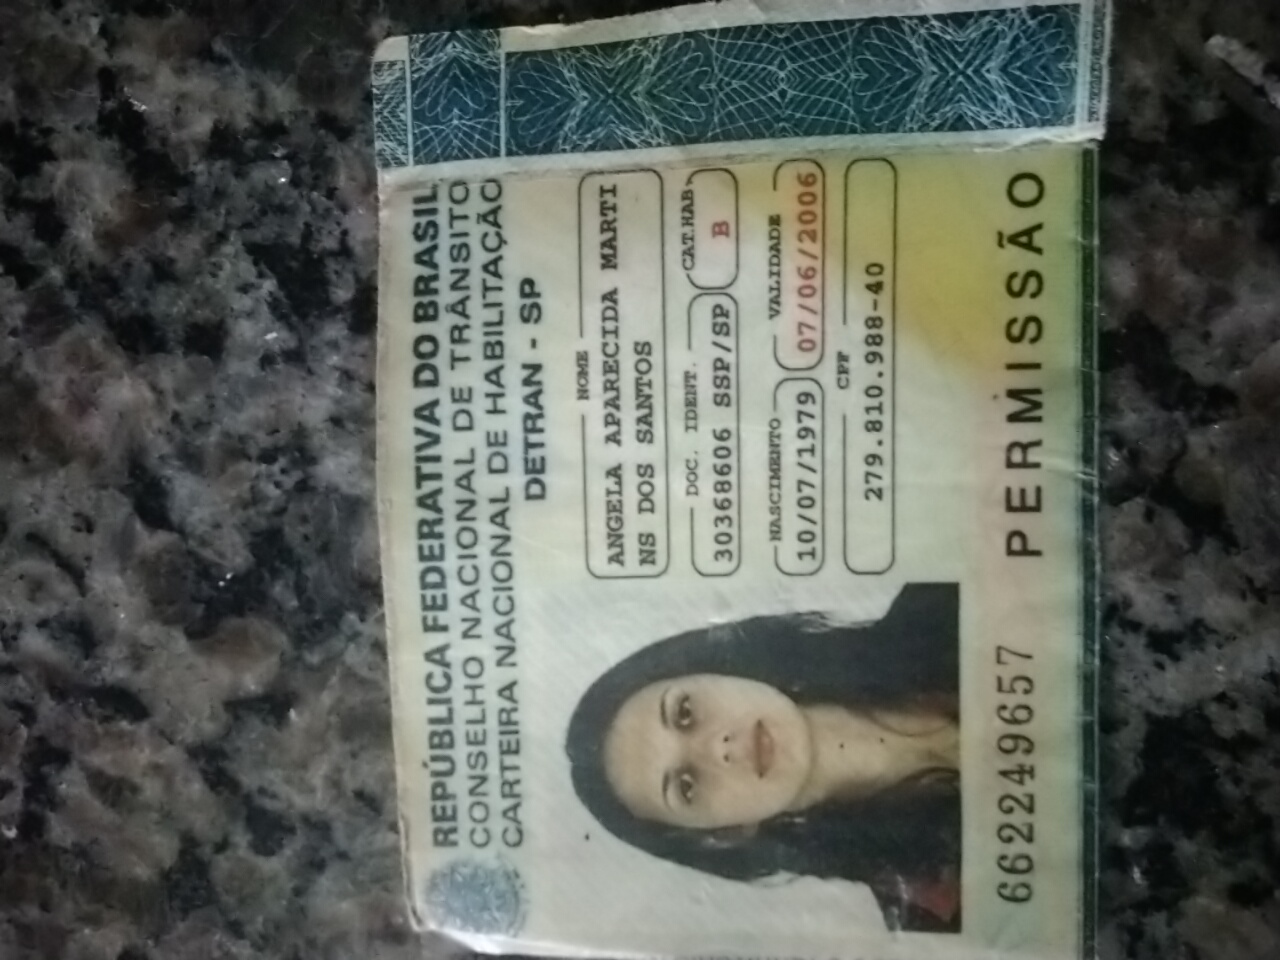 REPÚBLICA FEDERATIVA DO BRASIL
CONSELHO NACIONAL DE TRÂNSITO
CARTEIRA NACIONAL DE HABILITAÇÃO
DETRAN - SP
NOME
ANGELA APARECIDA MARTI
NS DOS SANTOS
DOC. IDENT. CAT.HAB.
30368606 SSP/SP B
NASCIMENTO VALIDADE
10/07/1979 07/06/2006
CPF
279.810.988-40
662249657 PERMISSÃO